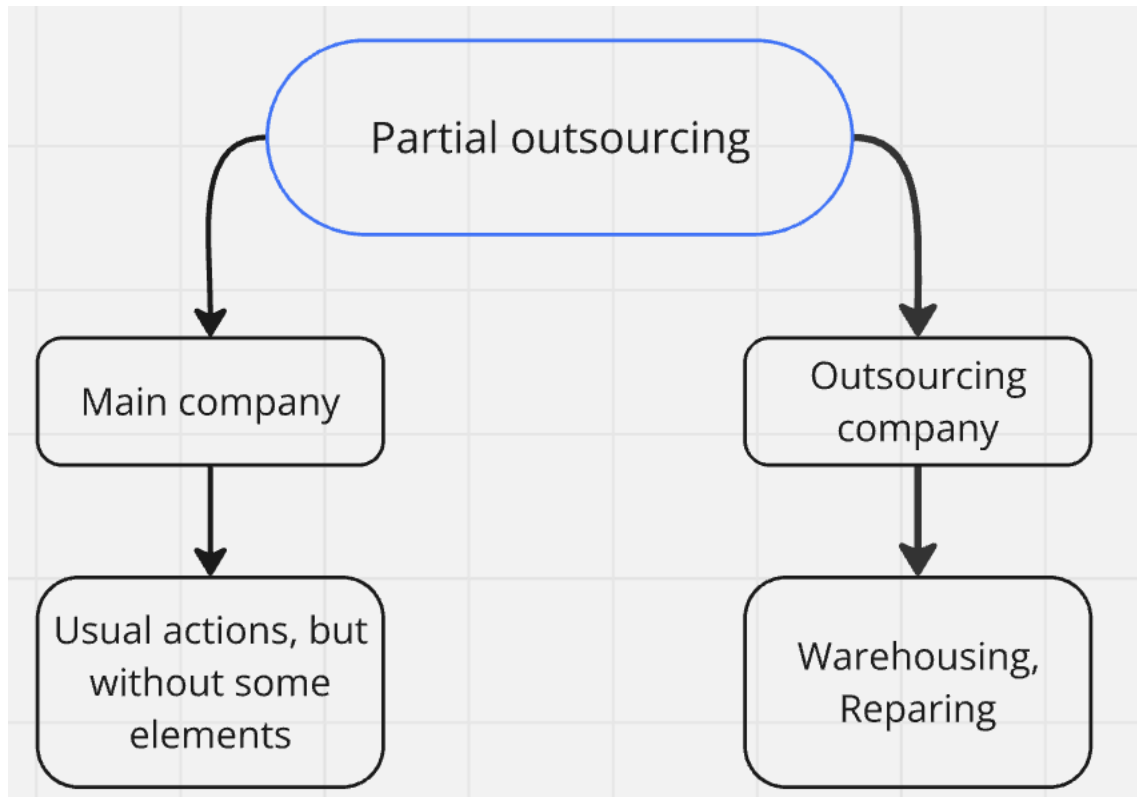 Partial outsourcing
Main company
Outsourcing
company
Usual actions, but
without some
elements
Warehousing,
Reparing